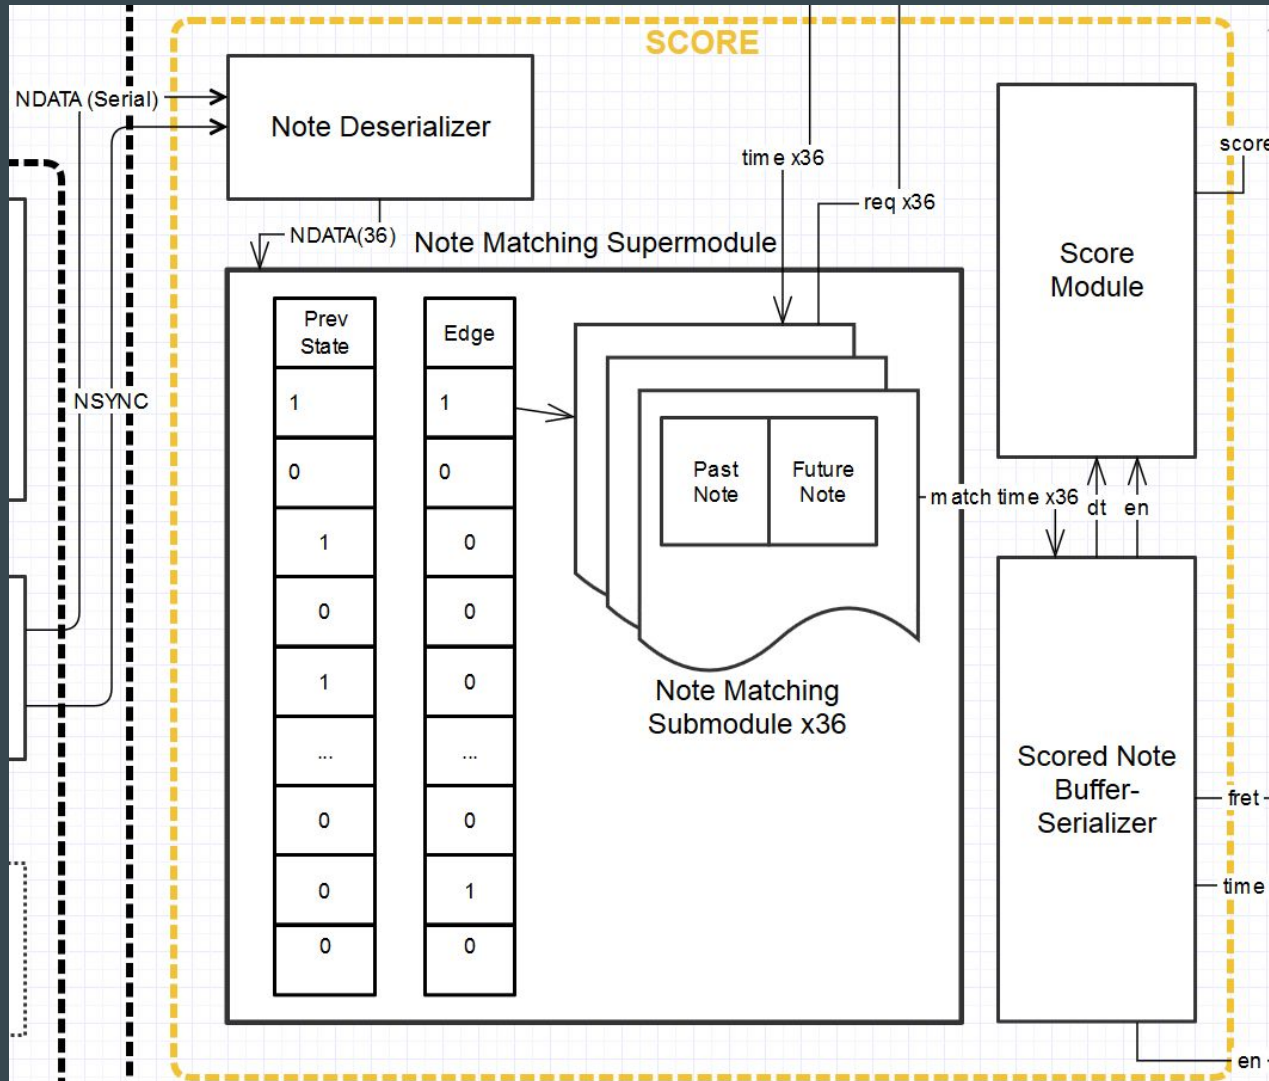 SCORE
NDATA (Serial)
Note Deserializer
time x36
score
req x36
NDATA(36)
Note Matching Supermodule
Score
Module
Prev
State
Edge
NSYNC
1
1
0
0
1
0
0
0
1
0
...
...
0
0
0
1
0
0
Past
Note
Future
Note
match time x36
dt
en
Note Matching
Submodule x36
Scored Note
Buffer-
Serializer
fret
time
en